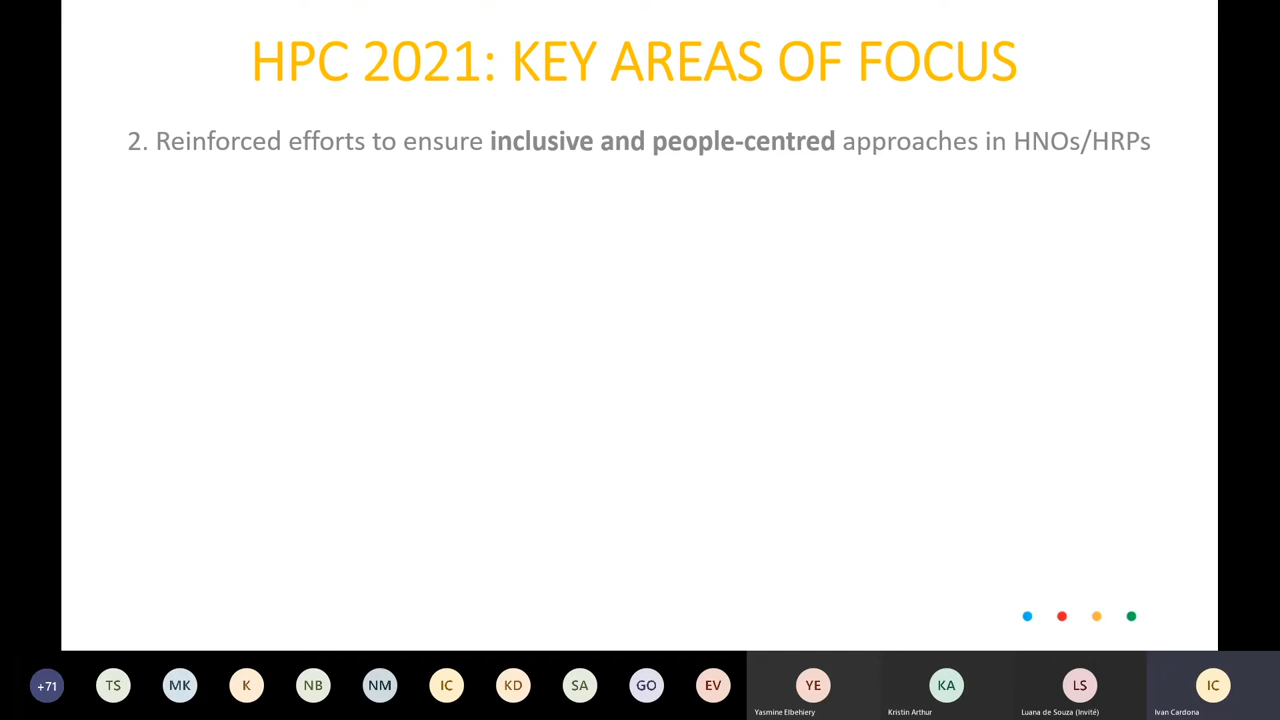 HPC 2021: KEY AREAS OF FOCUS
2. Reinforced efforts to ensure inclusive and people-centred approaches in HNOs/HRPs
+71
TS
MK
K
NB
NM
IC
KD
SA
GO
EV
YE
KA
LS
IC
Yasmine Elbehiery
Kristin Arthur
Luana de Souza (Invité)
Ivan Cardona